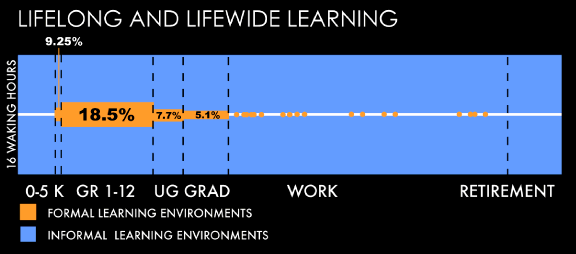 LIFELONG AND LIFEWIDE LEARNING
9.25%
16 WAKING HOURS
18.5%
7.7%
5.1%
0-5 K GR 1-12 UG GRAD WORK RETIREMENT
FORMAL LEARNING ENVIRONMENTS
INFORMAL LEARNING ENVIRONMENTS